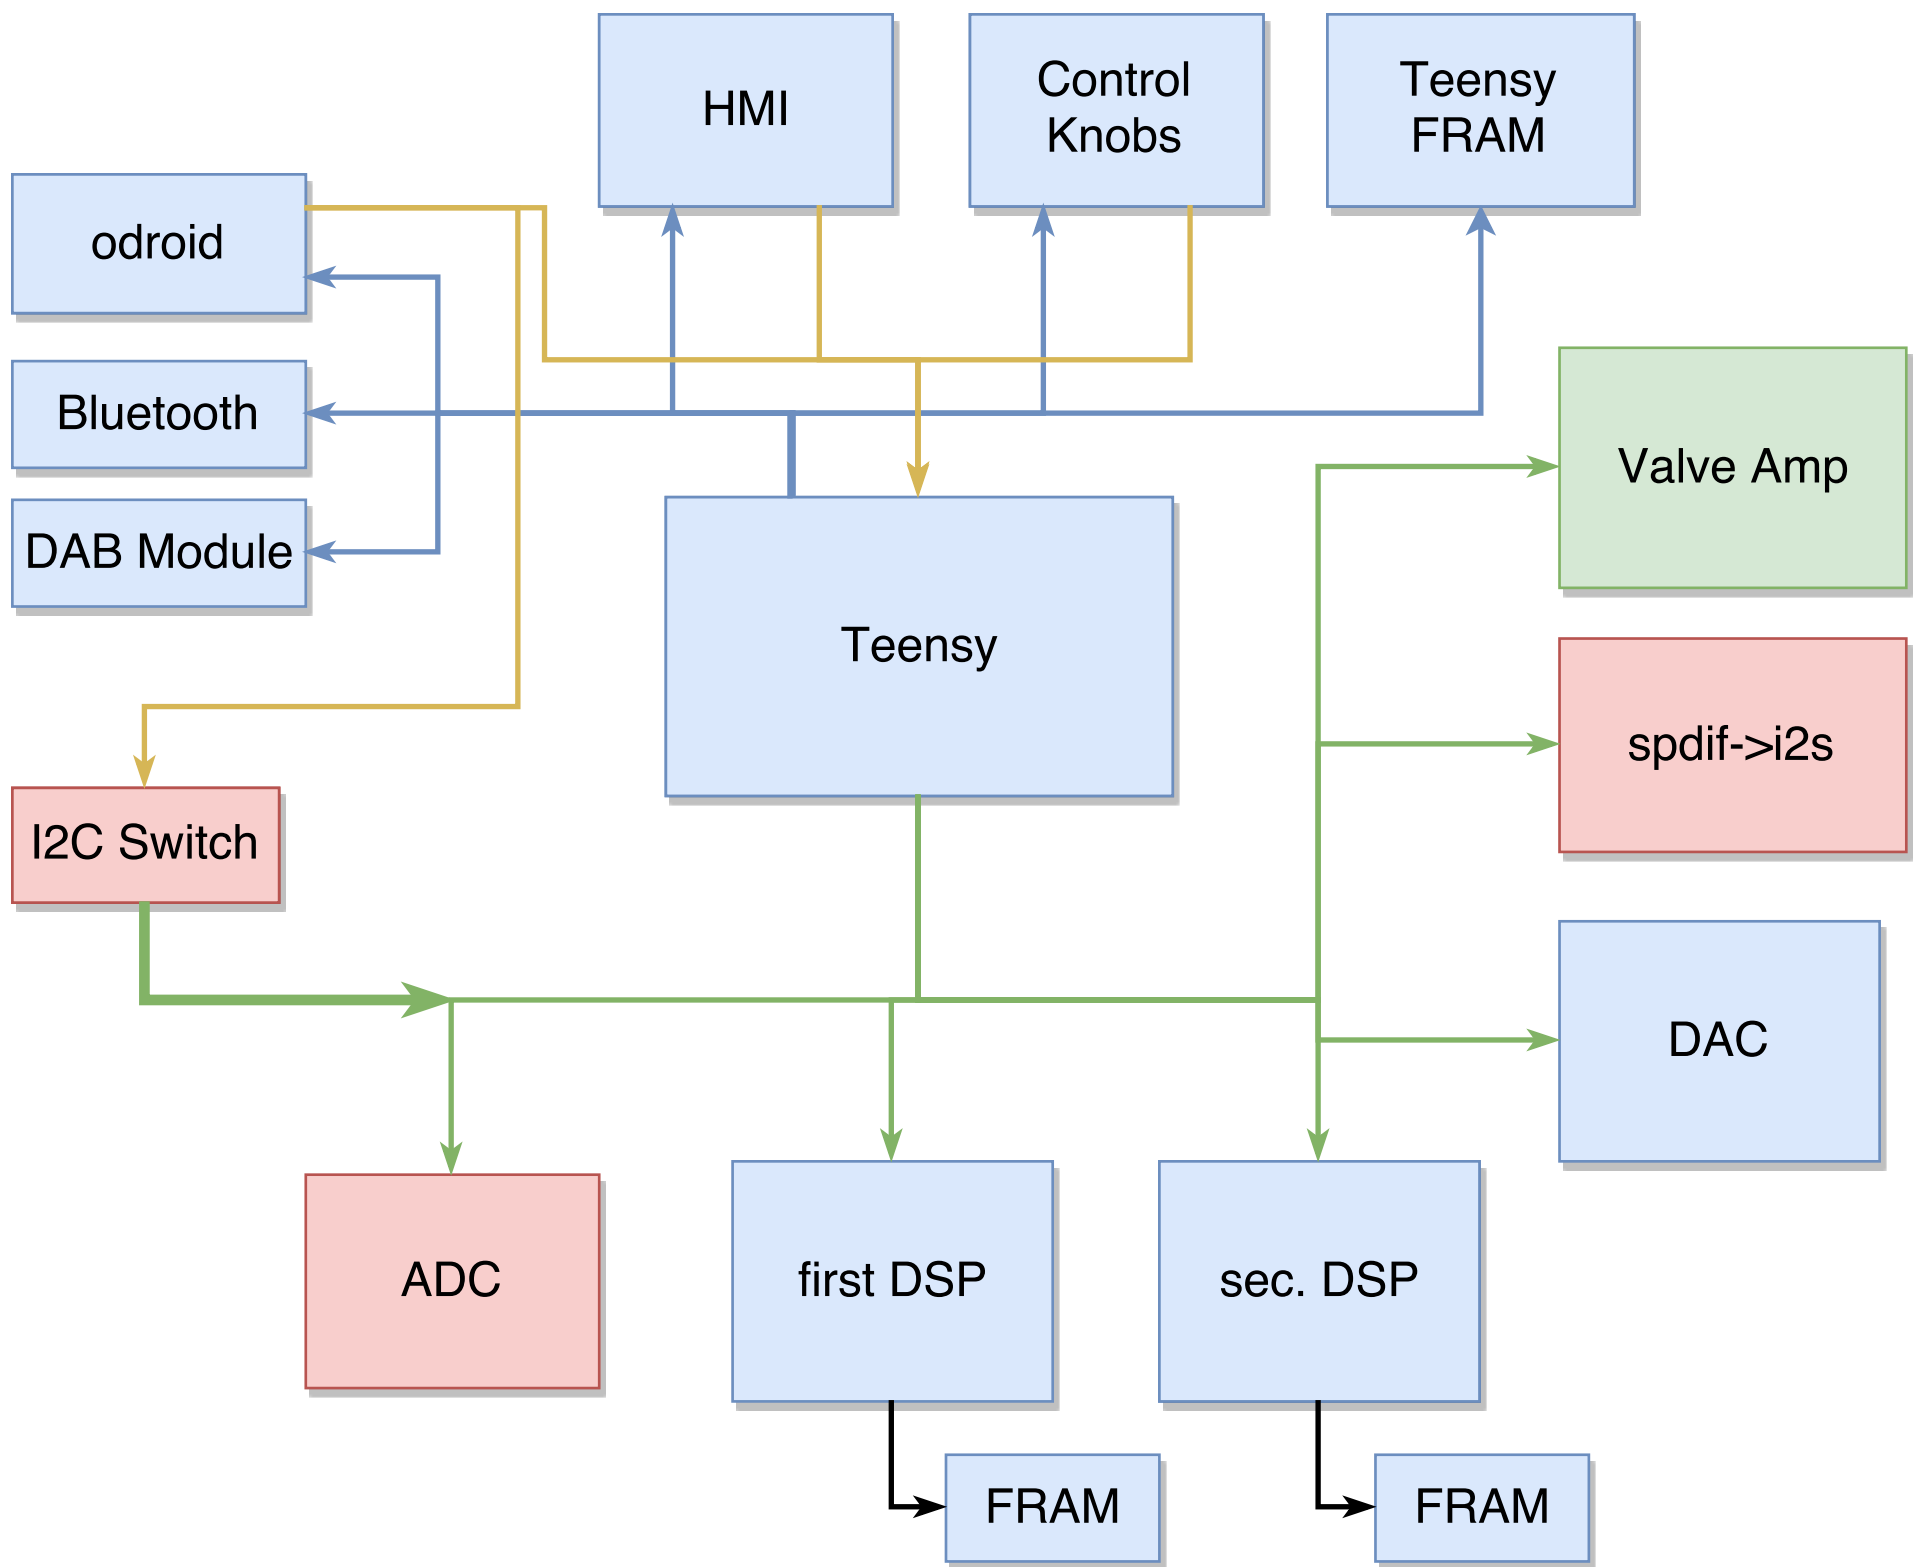 HMI
Control
Knobs
Teensy
FRAM
odroid
Bluetooth
DAB Module
Valve Amp
Teensy
spdif->i2s
I2C Switch
DAC
ADC
first DSP
sec. DSP
FRAM
FRAM